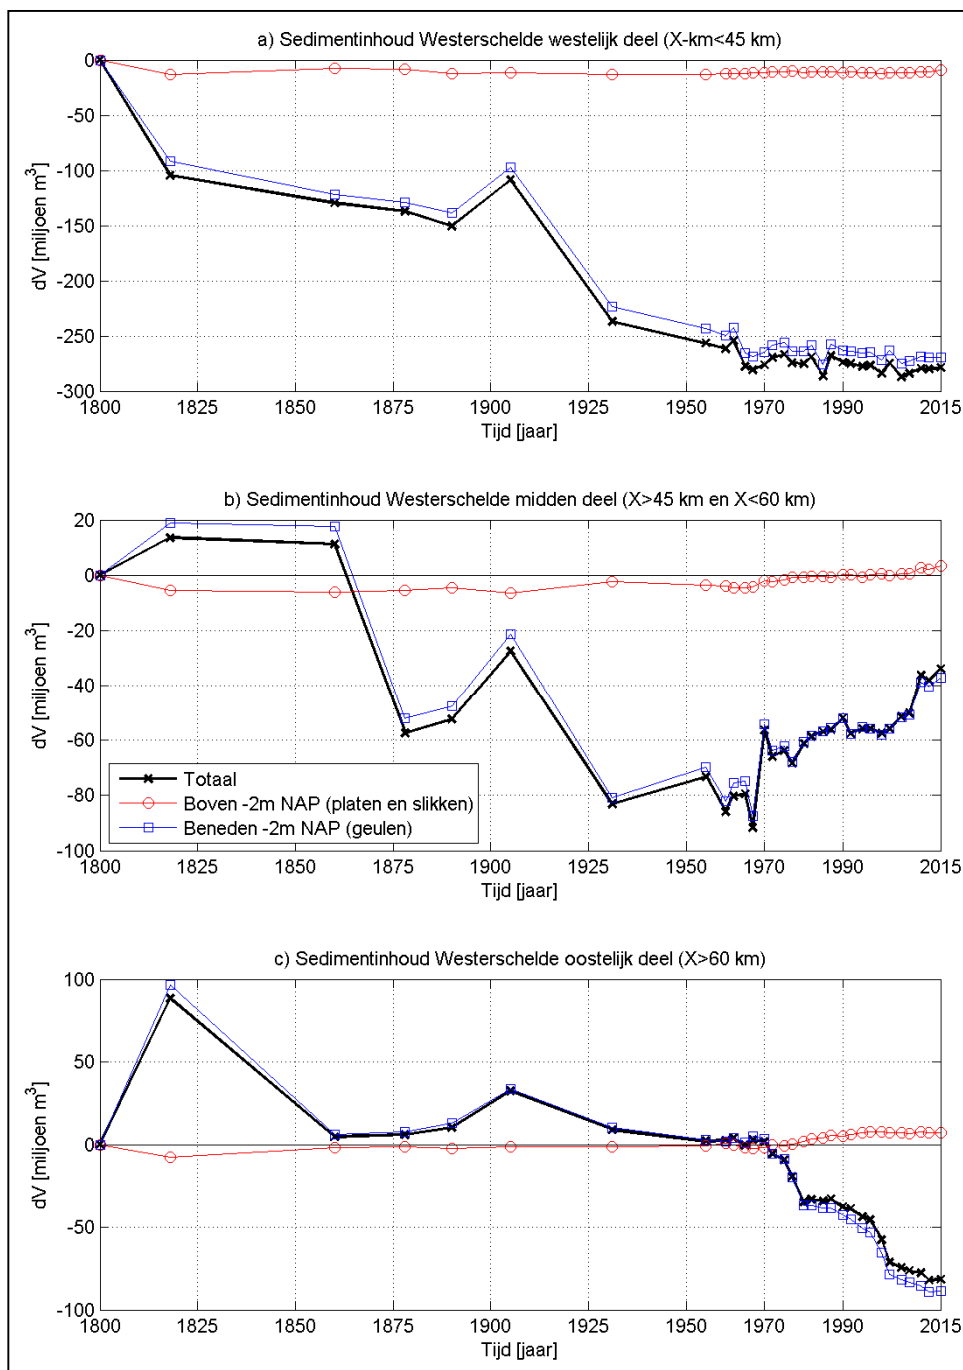 a) Sedimentinhoud Westerschelde westelijk deel (X-km<45 km)
0
-50
-100
-150
-200
-250
-300
dV [miljoen m³]
1800 1825 1850 1875 1900 1925 1950 1970 1990 2015
Tijd [jaar]
b) Sedimentinhoud Westerschelde midden deel (X>45 km en X<60 km)
20
0
-20
-40
-60
-80
-100
dV [miljoen m³]
Totaal
Boven -2m NAP (platen en slikken)
Beneden -2m NAP (geulen)
1800 1825 1850 1875 1900 1925 1950 1970 1990 2015
Tijd [jaar]
c) Sedimentinhoud Westerschelde oostelijk deel (X>60 km)
100
50
0
-50
-100
dV [miljoen m³]
1800 1825 1850 1875 1900 1925 1950 1970 1990 2015
Tijd [jaar]